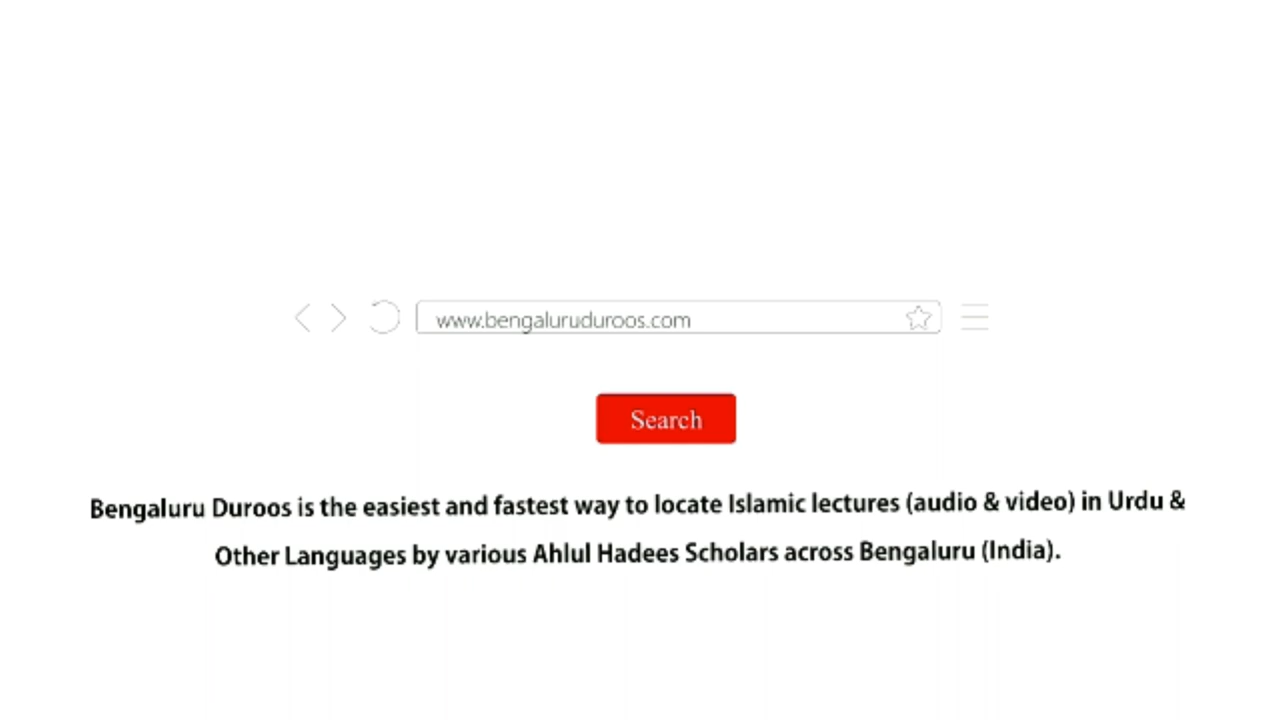 www.bengaluruduroos.com
Search
Bengaluru Duroos is the easiest and fastest way to locate Islamic lectures (audio & video) in Urdu &
Other Languages by various Ahlul Hadees Scholars across Bengaluru (India).